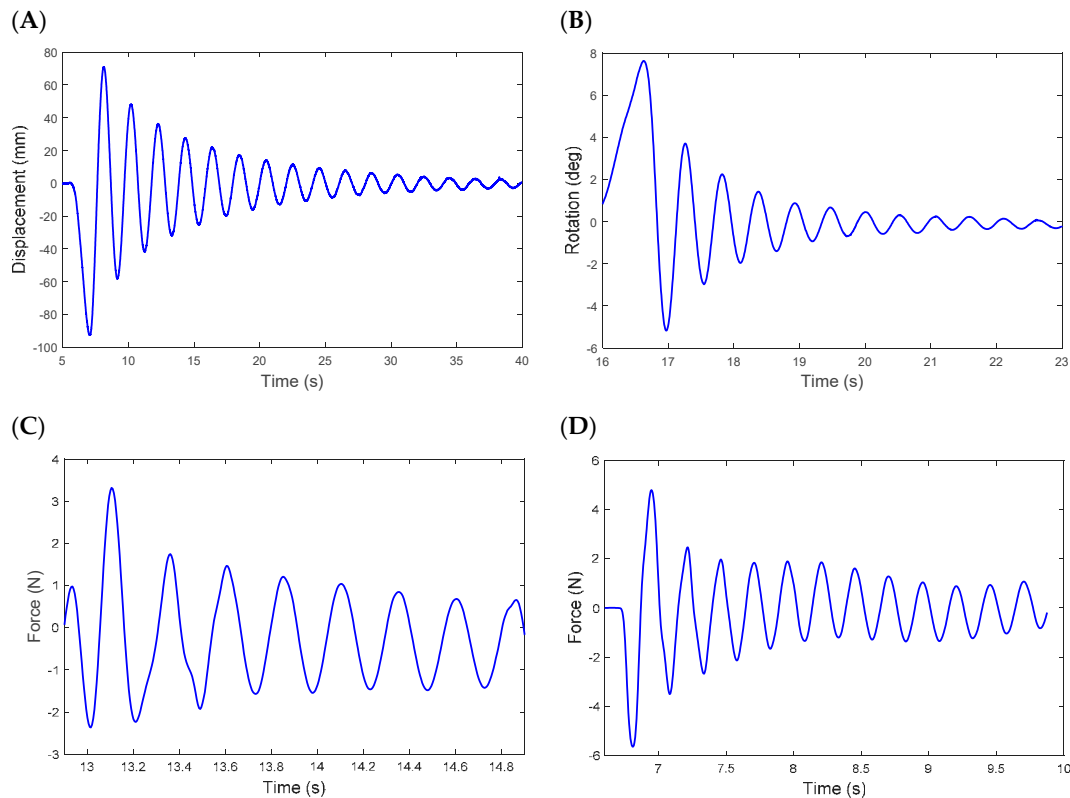 (A)
80
60
40
20
0
-20
-40
-60
-80
-100
Displacement (mm)
5 10 15 20 25 30 35 40
Time (s)
(B)
8
6
4
2
0
-2
-4
-6
Rotation (deg)
16 17 18 19 20 21 22 23
Time (s)
(C)
4
3
2
1
0
-1
-2
-3
Force (N)
13 13.2 13.4 13.6 13.8 14 14.2 14.4 14.6 14.8
Time (s)
(D)
6
4
2
0
-2
-4
-6
Force (N)
7 7.5 8 8.5 9 9.5 10
Time (s)